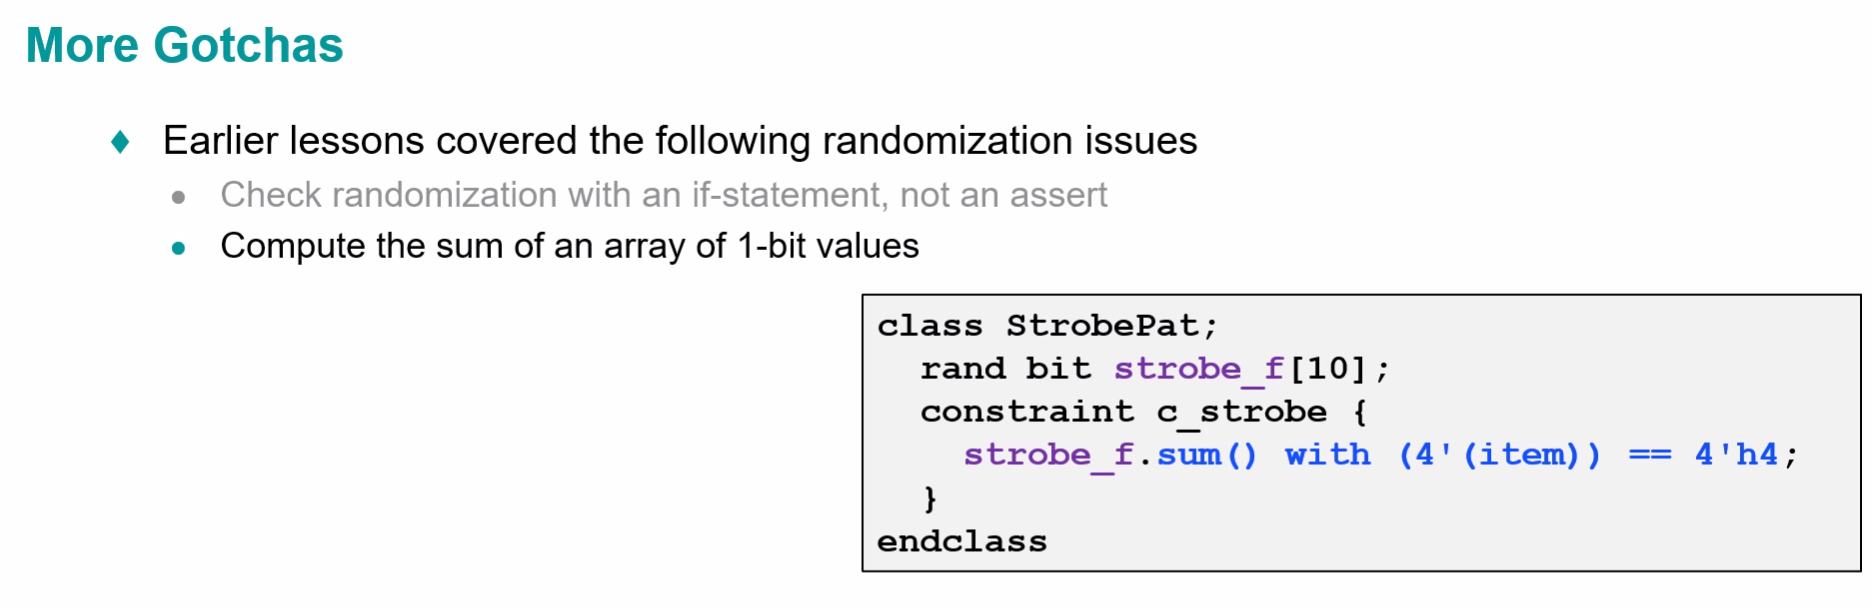 More Gotchas
Earlier lessons covered the following randomization issues
Check randomization with an if-statement, not an assert
Compute the sum of an array of 1-bit values
class StrobePat;
  rand bit strobe_f[10];
  constraint c_strobe {
    strobe_f.sum() with (4'(item)) == 4'h4;
  }
endclass